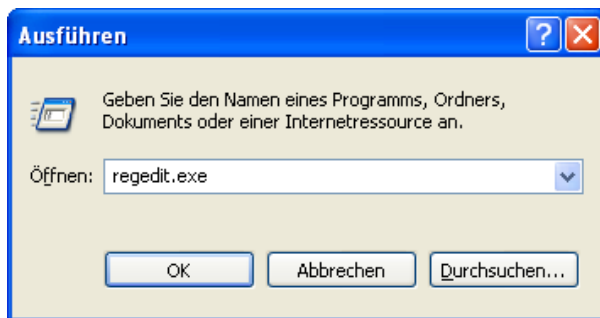 Ausführen
Geben Sie den Namen eines Programms, Ordners,
Dokuments oder einer Internetressource an.
Öffnen: regedit.exe
OK Abbrechen Durchsuchen...